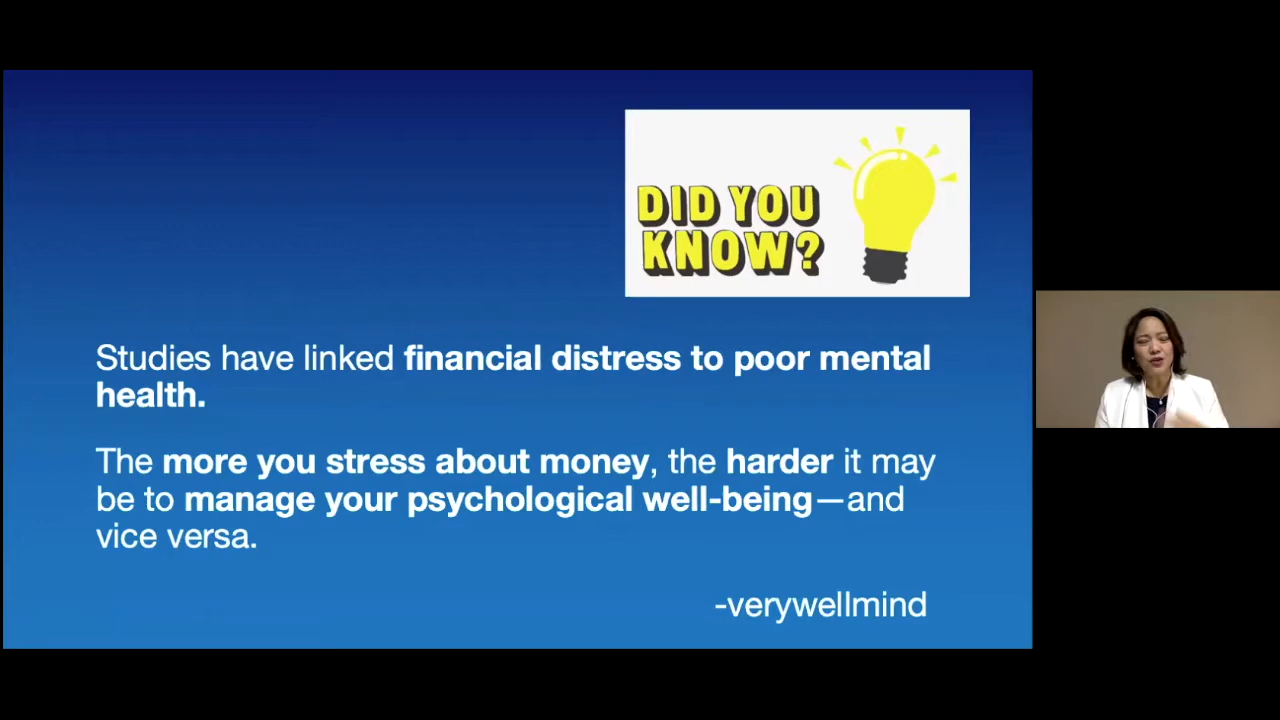 DID YOU
KNOW?
Studies have linked financial distress to poor mental
health.
The more you stress about money, the harder it may
be to manage your psychological well-being—and
vice versa.
-verywellmind